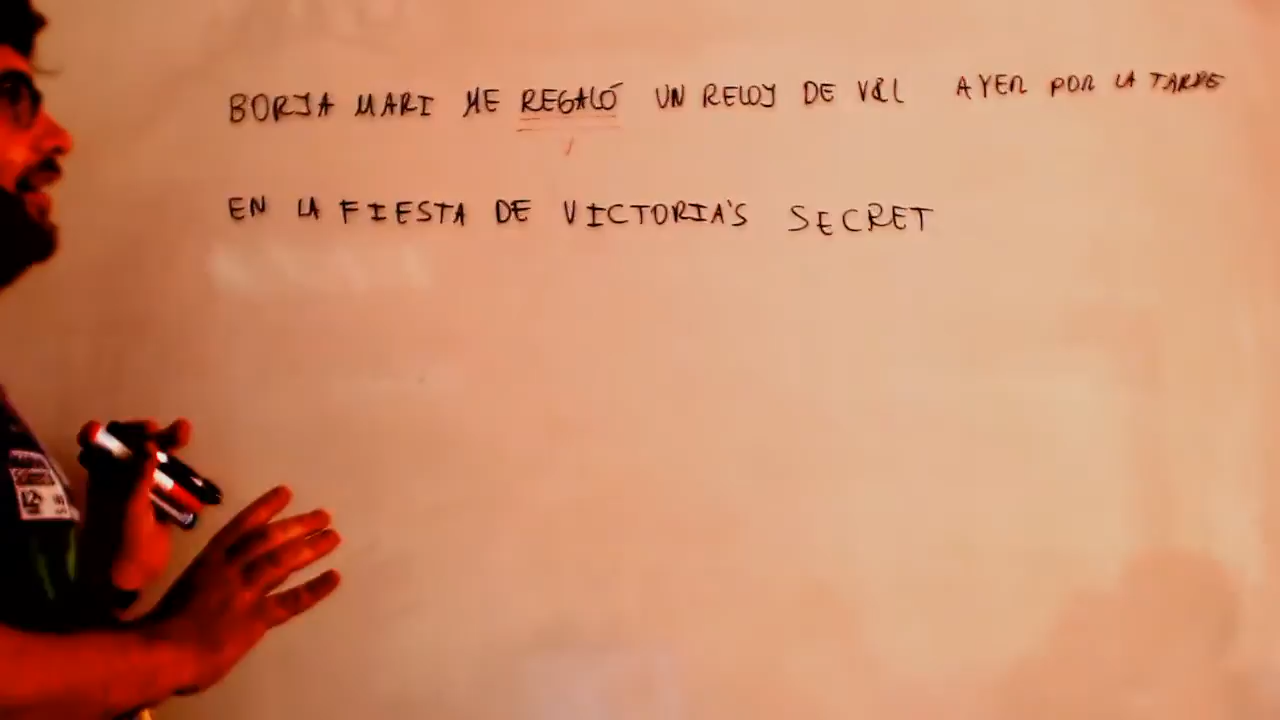 BORJA MARI ME REGALÓ UN RELOJ DE V&L AYER POR LA TARDE
EN LA FIESTA DE VICTORIA'S SECRET